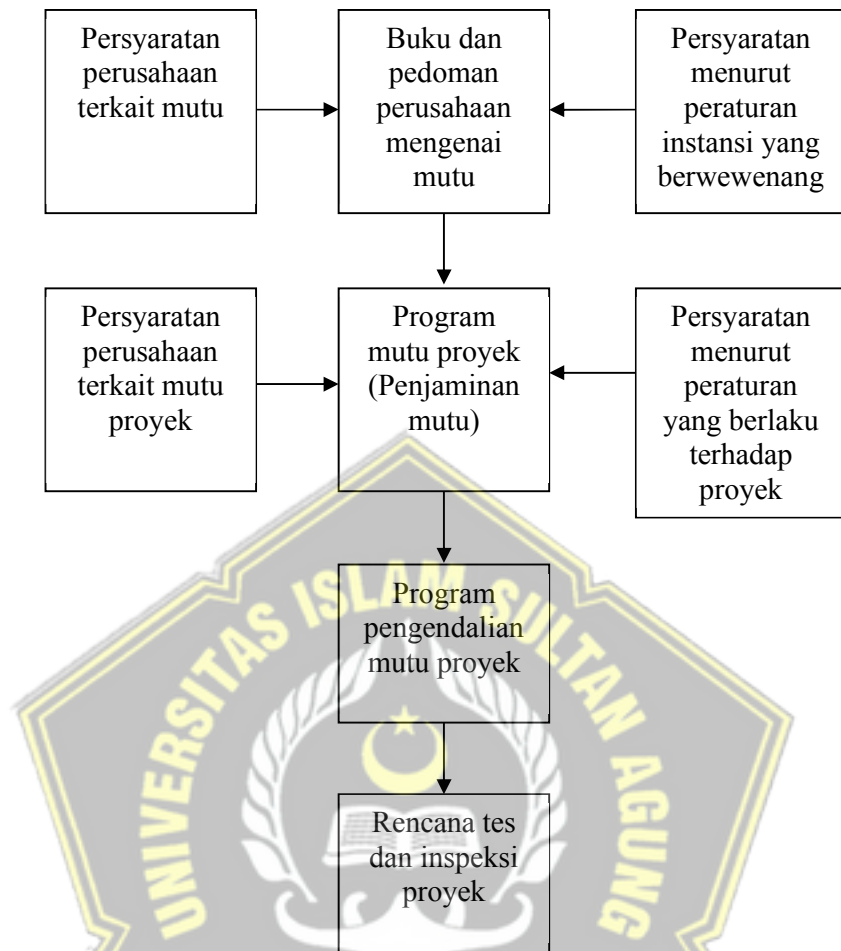 Persyaratan
perusahaan
terkait mutu
Buku dan
pedoman
perusahaan
mengenai
mutu
Persyaratan
menurut
peraturan
instansi yang
berwewenang
Persyaratan
perusahaan
terkait mutu
proyek
Program
mutu proyek
(Penjaminan
mutu)
Persyaratan
menurut
peraturan
yang berlaku
terhadap
proyek
Program
pengendalian
mutu proyek
Rencana tes
dan inspeksi
proyek
UNIVERSITAS ISLAM SULTAN AGUNG